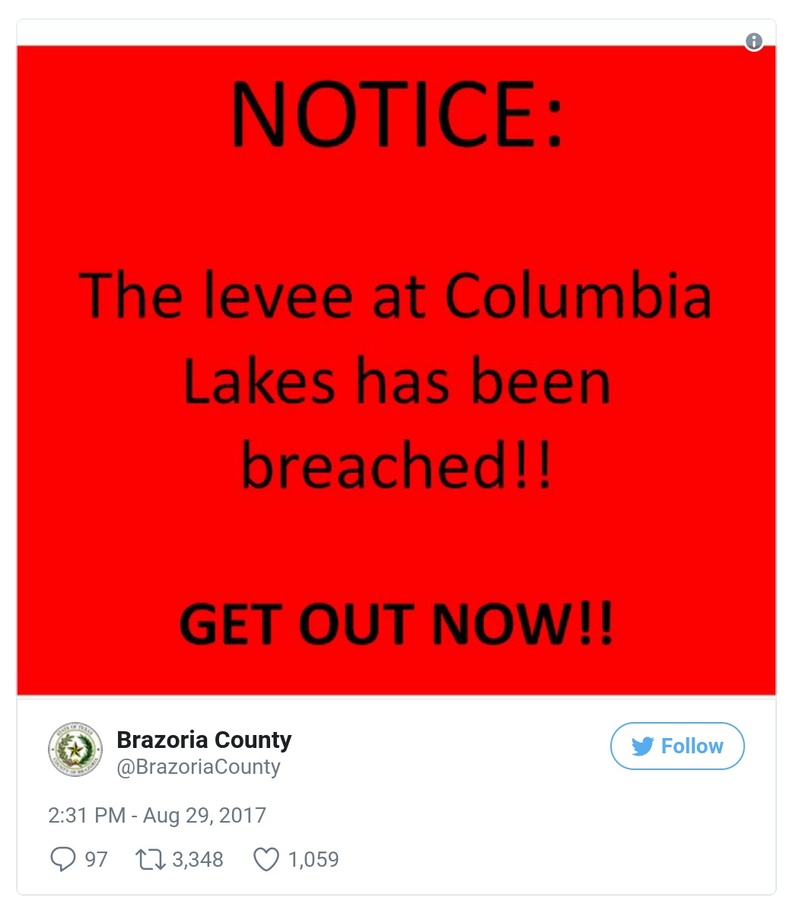 NOTICE:
The levee at Columbia
Lakes has been
breached!!
GET OUT NOW!!
Brazoria County
@BrazoriaCounty
Follow
2:31 PM - Aug 29, 2017
97 3,348 1,059